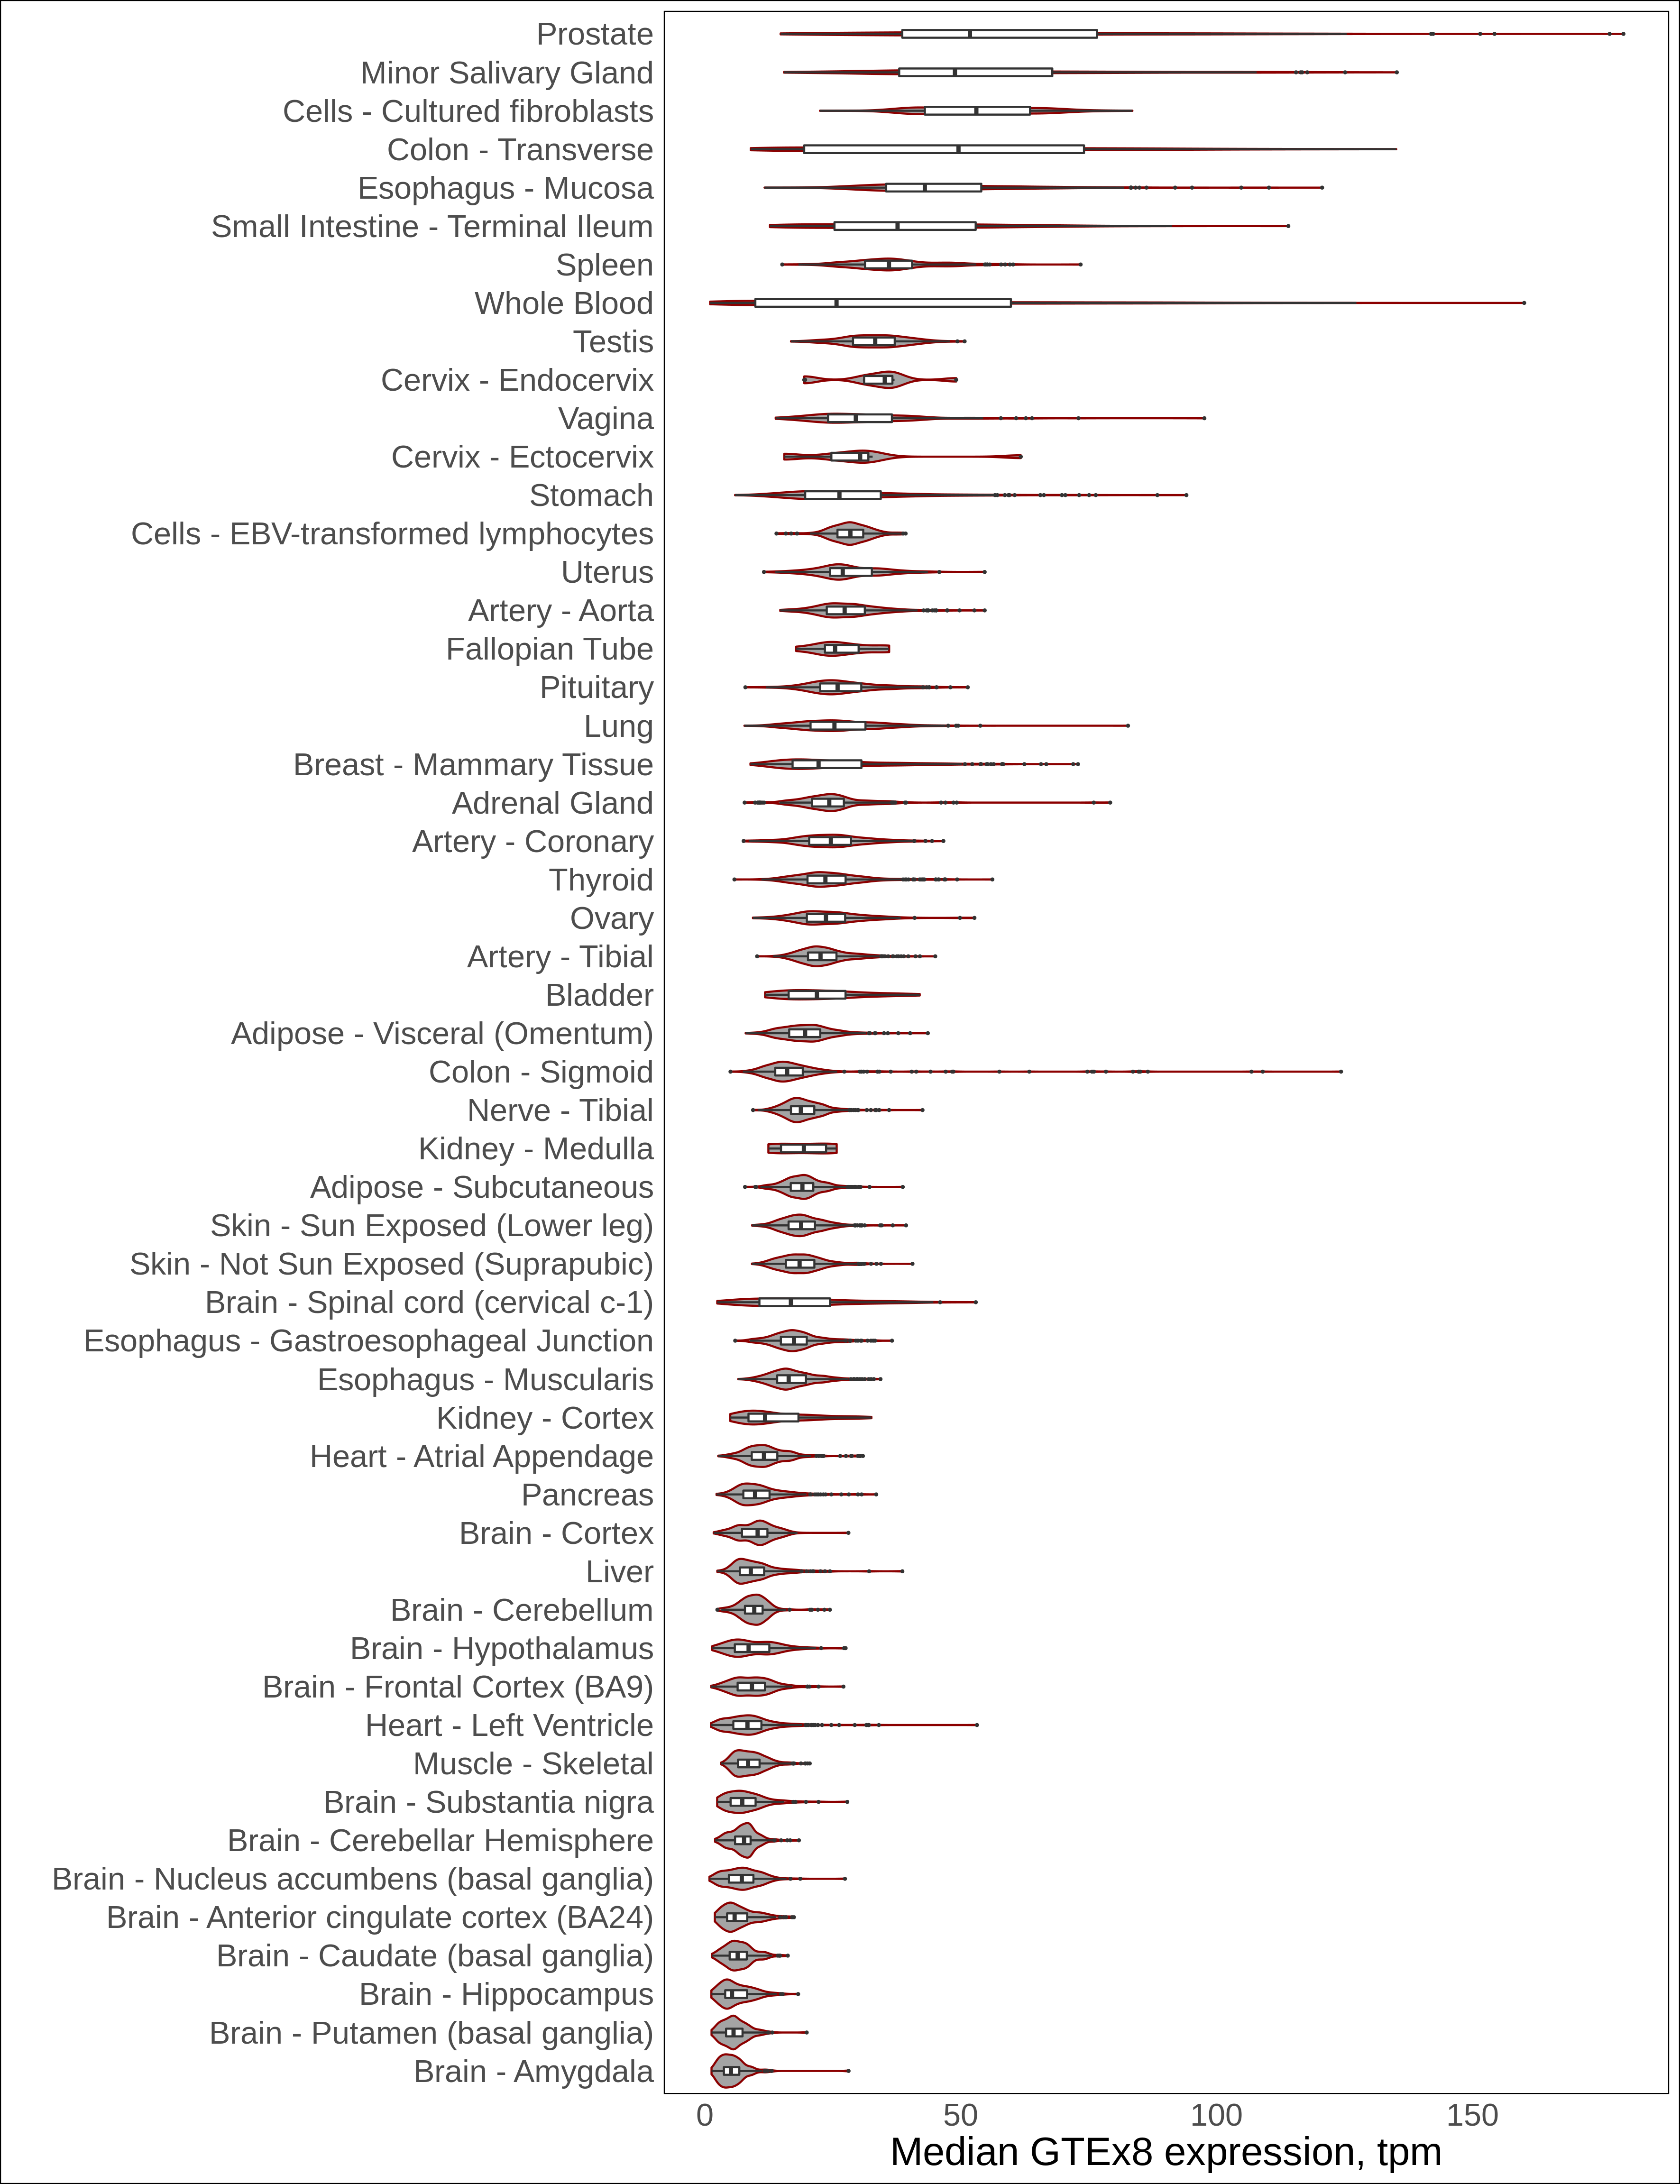 Prostate
Minor Salivary Gland
Cells - Cultured fibroblasts
Colon - Transverse
Esophagus - Mucosa
Small Intestine - Terminal Ileum
Spleen
Whole Blood
Testis
Cervix - Endocervix
Vagina
Cervix - Ectocervix
Stomach
Cells - EBV-transformed lymphocytes
Uterus
Artery - Aorta
Fallopian Tube
Pituitary
Lung
Breast - Mammary Tissue
Adrenal Gland
Artery - Coronary
Thyroid
Ovary
Artery - Tibial
Bladder
Adipose - Visceral (Omentum)
Colon - Sigmoid
Nerve - Tibial
Kidney - Medulla
Adipose - Subcutaneous
Skin - Sun Exposed (Lower leg)
Skin - Not Sun Exposed (Suprapubic)
Brain - Spinal cord (cervical c-1)
Esophagus - Gastroesophageal Junction
Esophagus - Muscularis
Kidney - Cortex
Heart - Atrial Appendage
Pancreas
Brain - Cortex
Liver
Brain - Cerebellum
Brain - Hypothalamus
Brain - Frontal Cortex (BA9)
Heart - Left Ventricle
Muscle - Skeletal
Brain - Substantia nigra
Brain - Cerebellar Hemisphere
Brain - Nucleus accumbens (basal ganglia)
Brain - Anterior cingulate cortex (BA24)
Brain - Caudate (basal ganglia)
Brain - Hippocampus
Brain - Putamen (basal ganglia)
Brain - Amygdala
0 50 100 150
Median GTEx8 expression, tpm